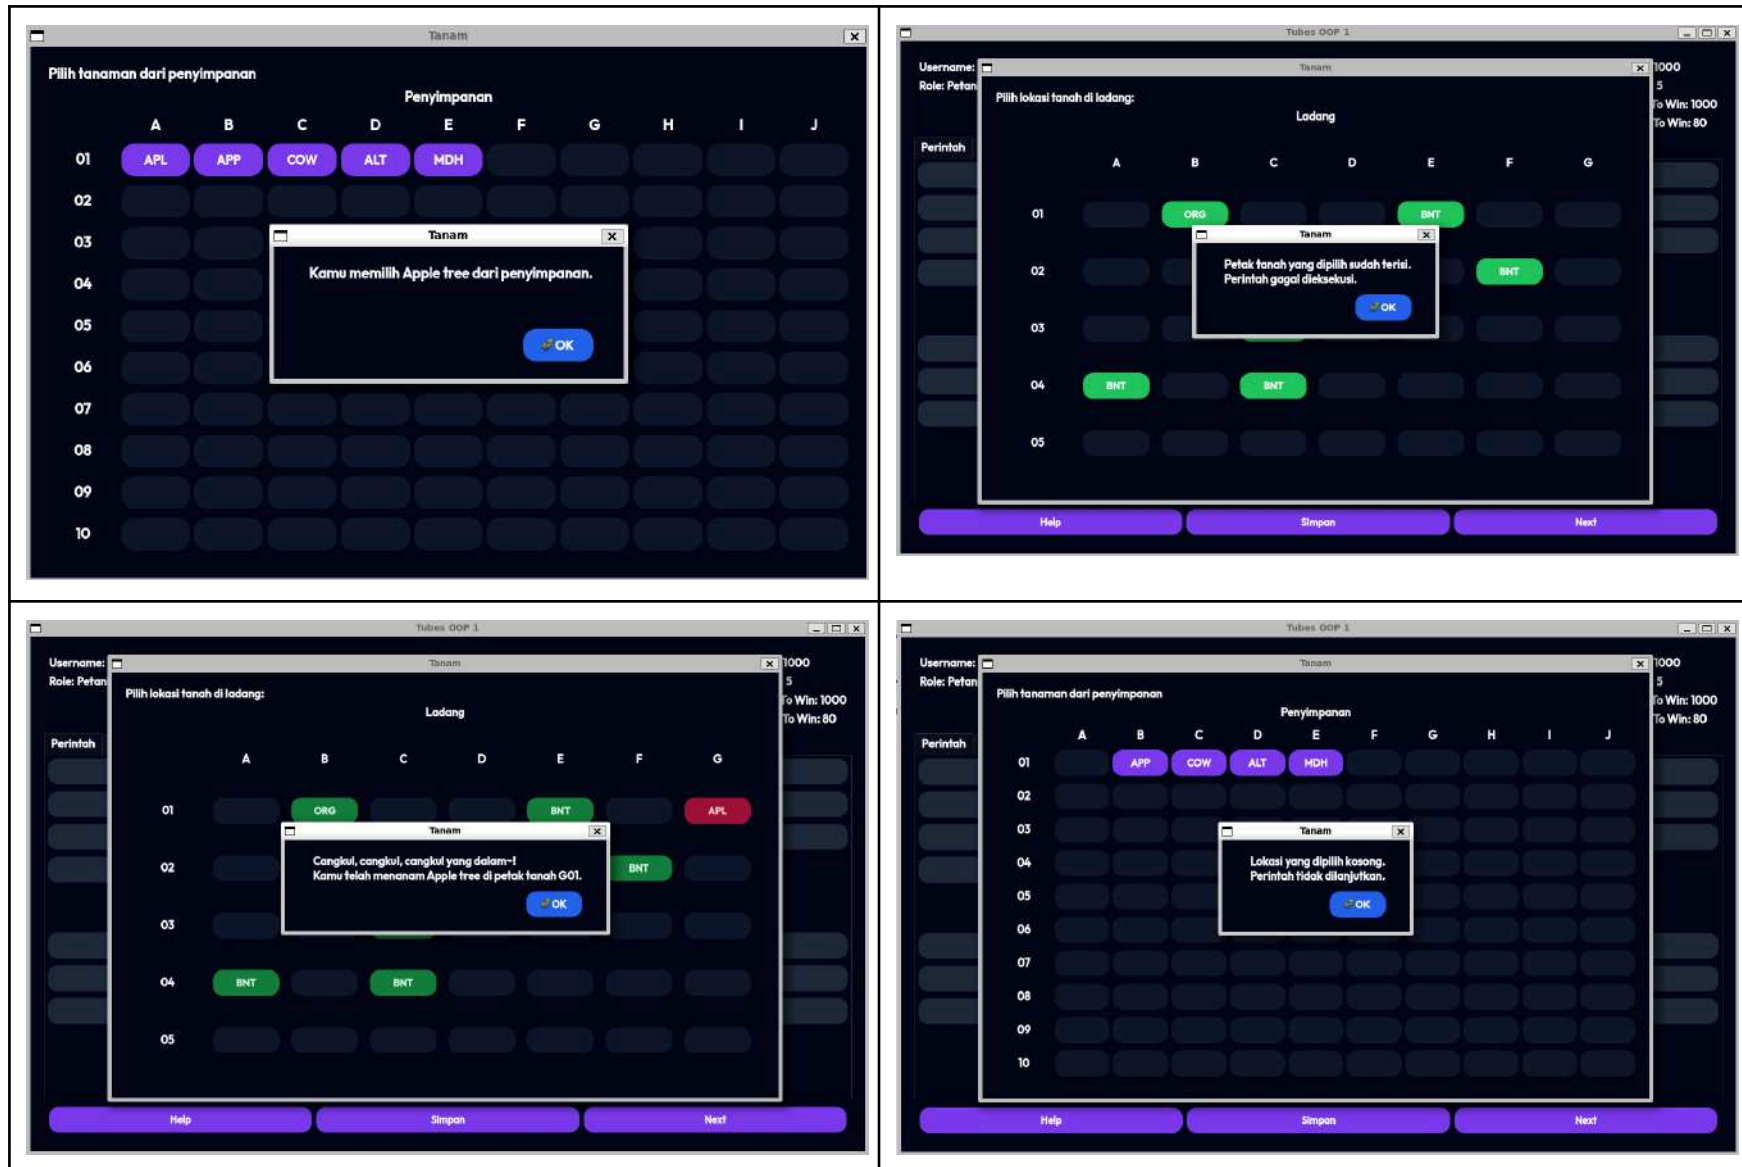 Tanam
Pilih tanaman dari penyimpanan
Penyimpanan
A B C D E F G H I J
01 APL APP COW ALT MDH
02
03
04
05
06
07
08
09
10
Tanam
Kamu memilih Apple tree dari penyimpanan.
OK
Tubes OOP 1
Username: 1000
Role: Petan 5
To Win: 1000
To Win: 80
Perintah
Tanam
Pilih lokasi tanah di ladang:
Ladang
A B C D E F G
01 ORG BNT
02 BNT
03
04 BNT BNT
05
Tanam
Petak tanah yang dipilih sudah terisi.
Perintah gagal dieksekusi.
OK
Help Simpan Next
Tubes OOP 1
Username: 1000
Role: Petan 5
To Win: 1000
To Win: 80
Perintah
Tanam
Pilih lokasi tanah di ladang:
Ladang
A B C D E F G
01 ORG BNT APL
02 BNT
03
04 BNT BNT
05
Tanam
Cangkul, cangkul, cangkul yang dalam~!
Kamu telah menanam Apple tree di petak tanah G01.
OK
Help Simpan Next
Tubes OOP 1
Username: 1000
Role: Petan 5
To Win: 1000
To Win: 80
Perintah
Tanam
Pilih tanaman dari penyimpanan
Penyimpanan
A B C D E F G H I J
01 APP COW ALT MDH
02
03
04
05
06
07
08
09
10
Tanam
Lokasi yang dipilih kosong.
Perintah tidak dilanjutkan.
OK
Help Simpan Next